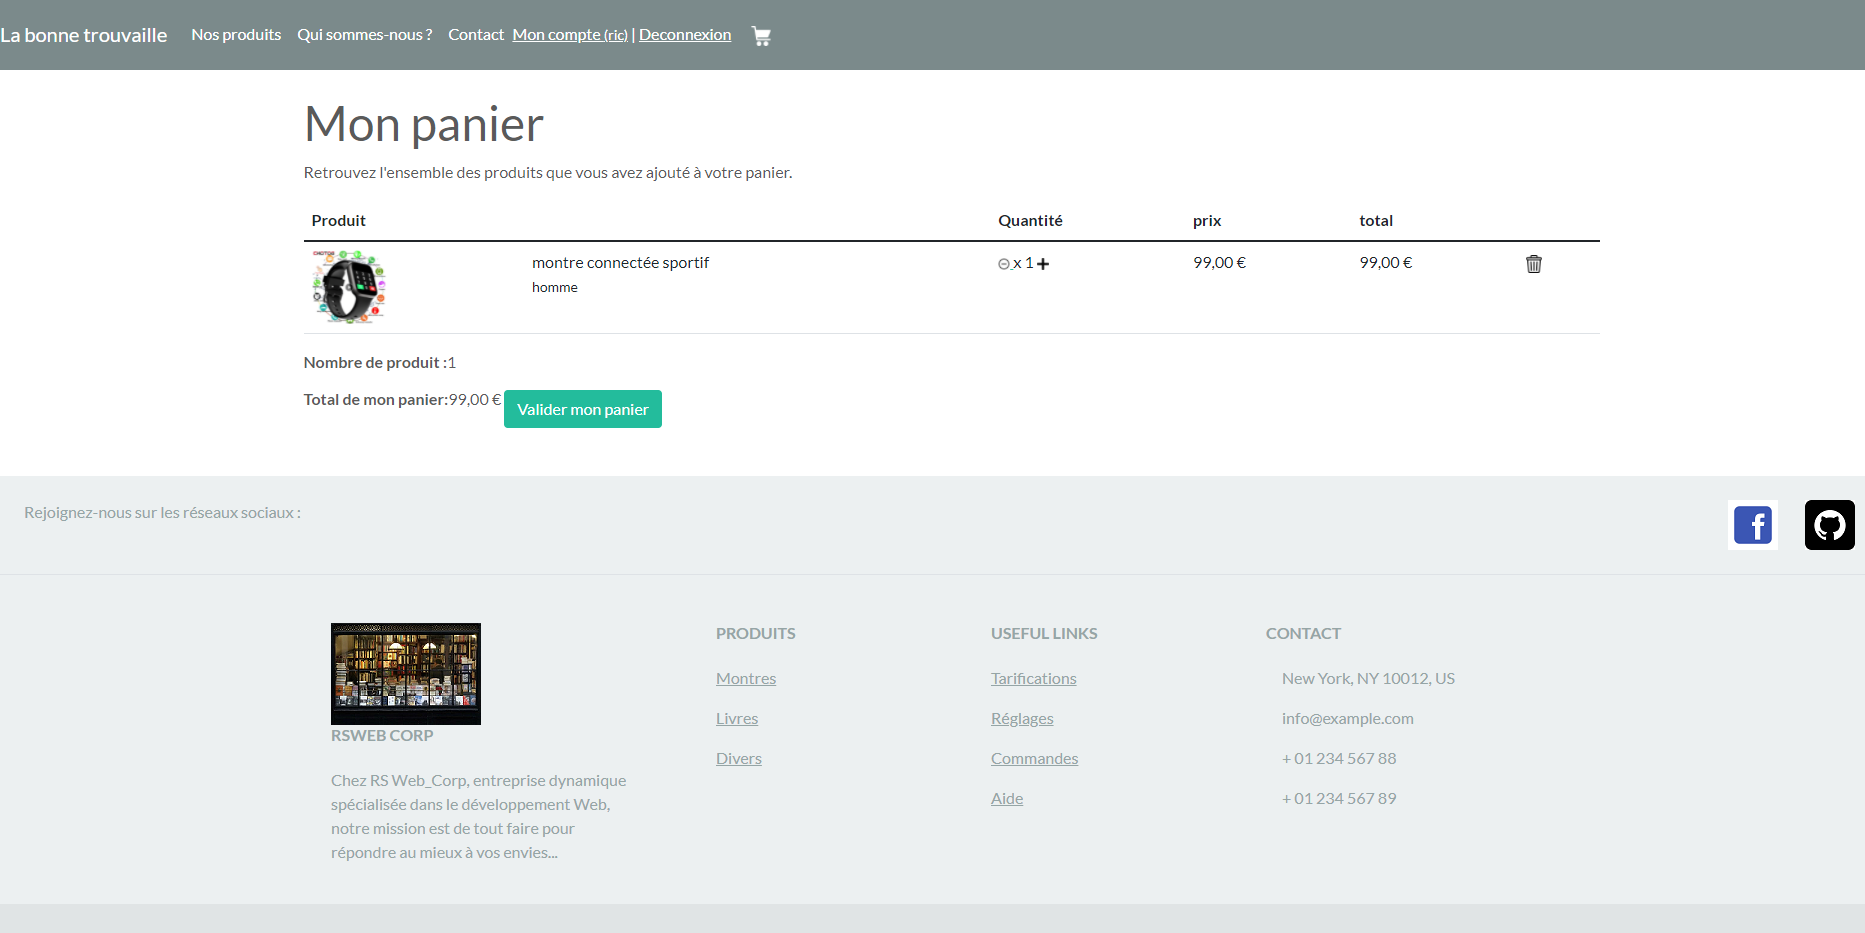 La bonne trouvaille Nos produits Qui sommes-nous ? Contact Mon compte (ric) | Deconnexion
Mon panier
Retrouvez l'ensemble des produits que vous avez ajouté à votre panier.
Produit Quantité prix total
montre connectée sportif x 1 99,00 € 99,00 €
homme
Nombre de produit :1
Total de mon panier:99,00 € Valider mon panier
Rejoignez-nous sur les réseaux sociaux :
RSWEB CORP
Chez RS Web_Corp, entreprise dynamique
spécialisée dans le développement Web,
notre mission est de tout faire pour
répondre au mieux à vos envies...
PRODUITS
Montres
Livres
Divers
USEFUL LINKS
Tarifications
Réglages
Commandes
Aide
CONTACT
New York, NY 10012, US
info@example.com
+ 01 234 567 88
+ 01 234 567 89